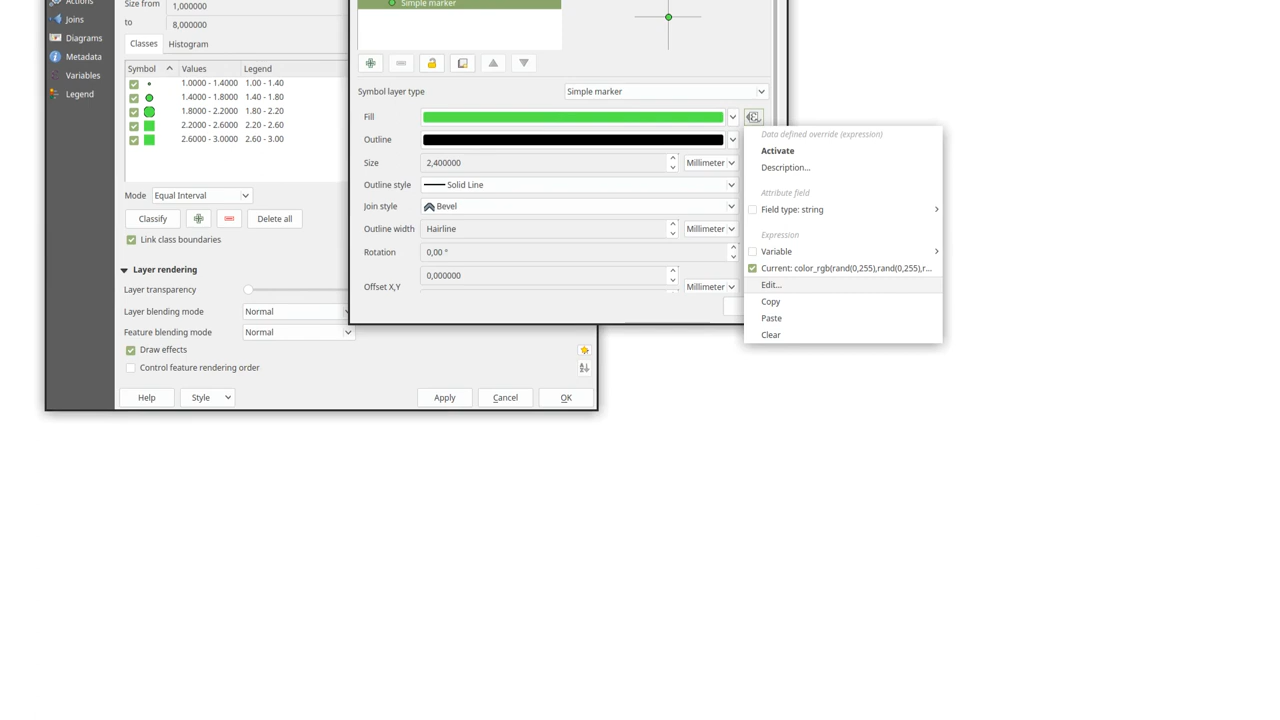 Actions
Joins
Diagrams
Metadata
Variables
Legend
Size from
1,000000
to
8,000000
Classes
Histogram
Symbol
Values
Legend
1.0000 - 1.4000
1.00 - 1.40
1.4000 - 1.8000
1.40 - 1.80
1.8000 - 2.2000
1.80 - 2.20
2.2000 - 2.6000
2.20 - 2.60
2.6000 - 3.0000
2.60 - 3.00
Mode
Equal Interval
Classify
Delete all
Link class boundaries
Layer rendering
Layer transparency
Layer blending mode
Normal
Feature blending mode
Normal
Draw effects
Control feature rendering order
Help
Style
Apply
Cancel
OK
Simple marker
Symbol layer type
Simple marker
Fill
Outline
Size
2,400000
Millimeter
Outline style
Solid Line
Join style
Bevel
Outline width
Hairline
Millimeter
Rotation
0,00 °
0,000000
Offset X,Y
Millimeter
Data defined override (expression)
Activate
Description...
Attribute field
Field type: string
Expression
Variable
Current: color_rgb(rand(0,255),rand(0,255),r...
Edit...
Copy
Paste
Clear